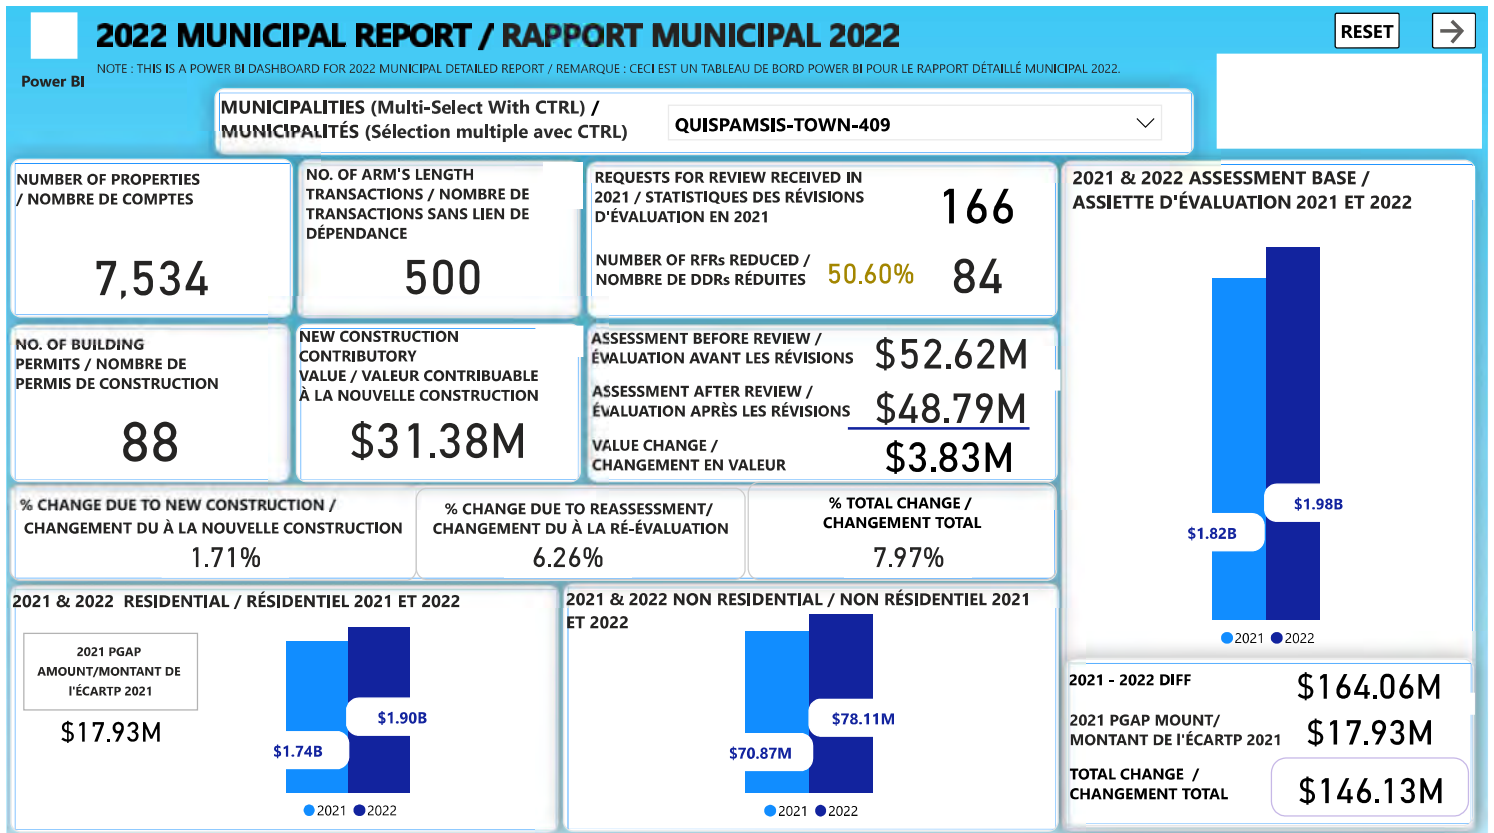 2022 MUNICIPAL REPORT / RAPPORT MUNICIPAL 2022
RESET
Power BI
NOTE : THIS IS A POWER BI DASHBOARD FOR 2022 MUNICIPAL DETAILED REPORT / REMARQUE : CECI EST UN TABLEAU DE BORD POWER BI POUR LE RAPPORT DÉTAILLÉ MUNICIPAL 2022.
MUNICIPALITIES (Multi-Select With CTRL) /
MUNICIPALITÉS (Sélection multiple avec CTRL)
QUISPAMSIS-TOWN-409
NUMBER OF PROPERTIES
/ NOMBRE DE COMPTES
7,534
NO. OF ARM'S LENGTH
TRANSACTIONS / NOMBRE DE
TRANSACTIONS SANS LIEN DE
DÉPENDANCE
500
REQUESTS FOR REVIEW RECEIVED IN
2021 / STATISTIQUES DES RÉVISIONS
D'ÉVALUATION EN 2021
166
NUMBER OF RFRs REDUCED /
NOMBRE DE DDRs RÉDUITES
50.60%
84
NO. OF BUILDING
PERMITS / NOMBRE DE
PERMIS DE CONSTRUCTION
88
NEW CONSTRUCTION
CONTRIBUTORY
VALUE / VALEUR CONTRIBUABLE
À LA NOUVELLE CONSTRUCTION
$31.38M
ASSESSMENT BEFORE REVIEW /
ÉVALUATION AVANT LES RÉVISIONS
$52.62M
ASSESSMENT AFTER REVIEW /
ÉVALUATION APRÈS LES RÉVISIONS
$48.79M
VALUE CHANGE /
CHANGEMENT EN VALEUR
$3.83M
% CHANGE DUE TO NEW CONSTRUCTION /
CHANGEMENT DU À LA NOUVELLE CONSTRUCTION
1.71%
% CHANGE DUE TO REASSESSMENT/
CHANGEMENT DU À LA RÉ-ÉVALUATION
6.26%
% TOTAL CHANGE /
CHANGEMENT TOTAL
7.97%
2021 & 2022 ASSESSMENT BASE /
ASSIETTE D'ÉVALUATION 2021 ET 2022
$1.98B
$1.82B
2021 2022
2021 & 2022 RESIDENTIAL / RÉSIDENTIEL 2021 ET 2022
2021 PGAP
AMOUNT/MONTANT DE
l'ÉCARTP 2021
$17.93M
$1.90B
$1.74B
2021 2022
2021 & 2022 NON RESIDENTIAL / NON RÉSIDENTIEL 2021
ET 2022
$78.11M
$70.87M
2021 2022
2021 - 2022 DIFF
$164.06M
2021 PGAP MOUNT/
MONTANT DE l'ÉCARTP 2021
$17.93M
TOTAL CHANGE /
CHANGEMENT TOTAL
$146.13M